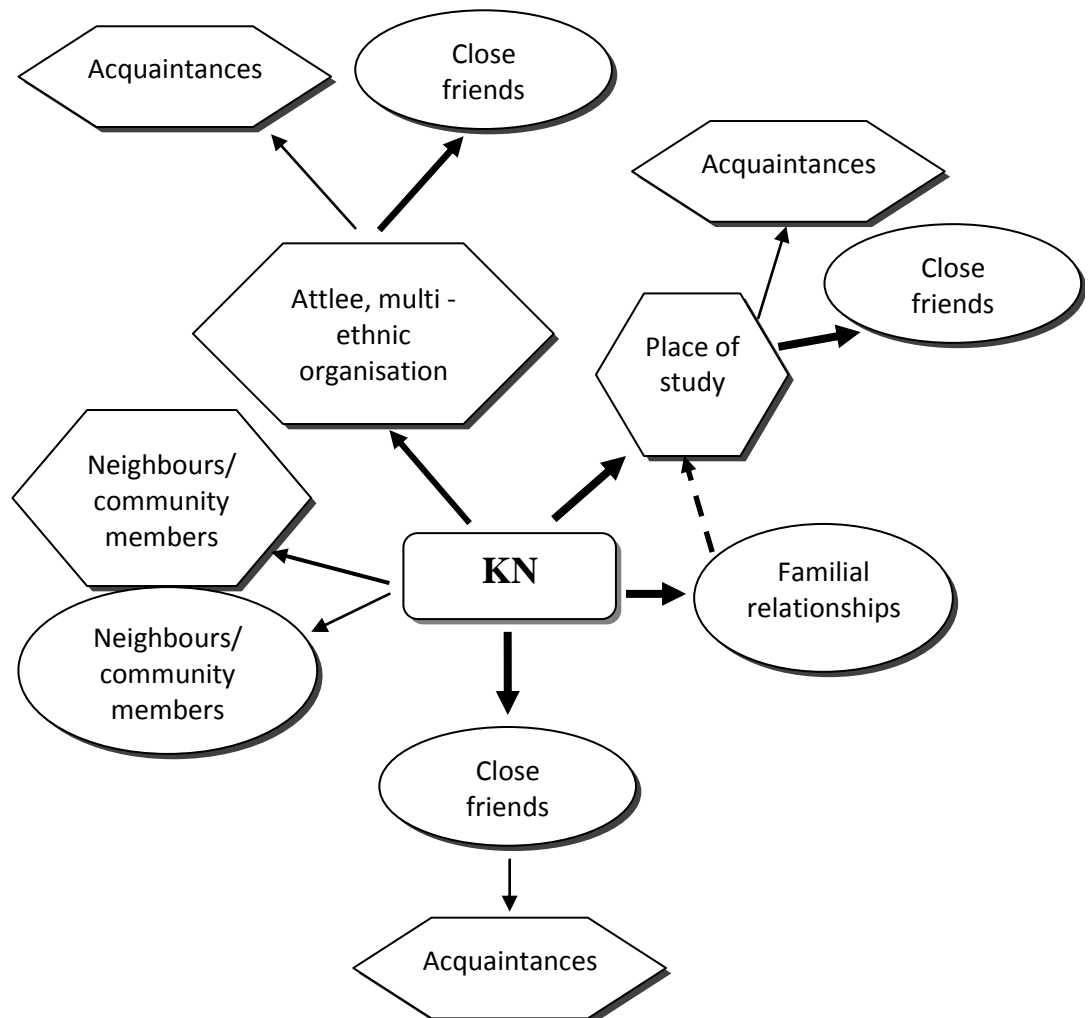 Acquaintances
Close
friends
Acquaintances
Close
friends
Attlee, multi -
ethnic
organisation
Place of
study
Neighbours/
community
members
KN
Familial
relationships
Neighbours/
community
members
Close
friends
Acquaintances